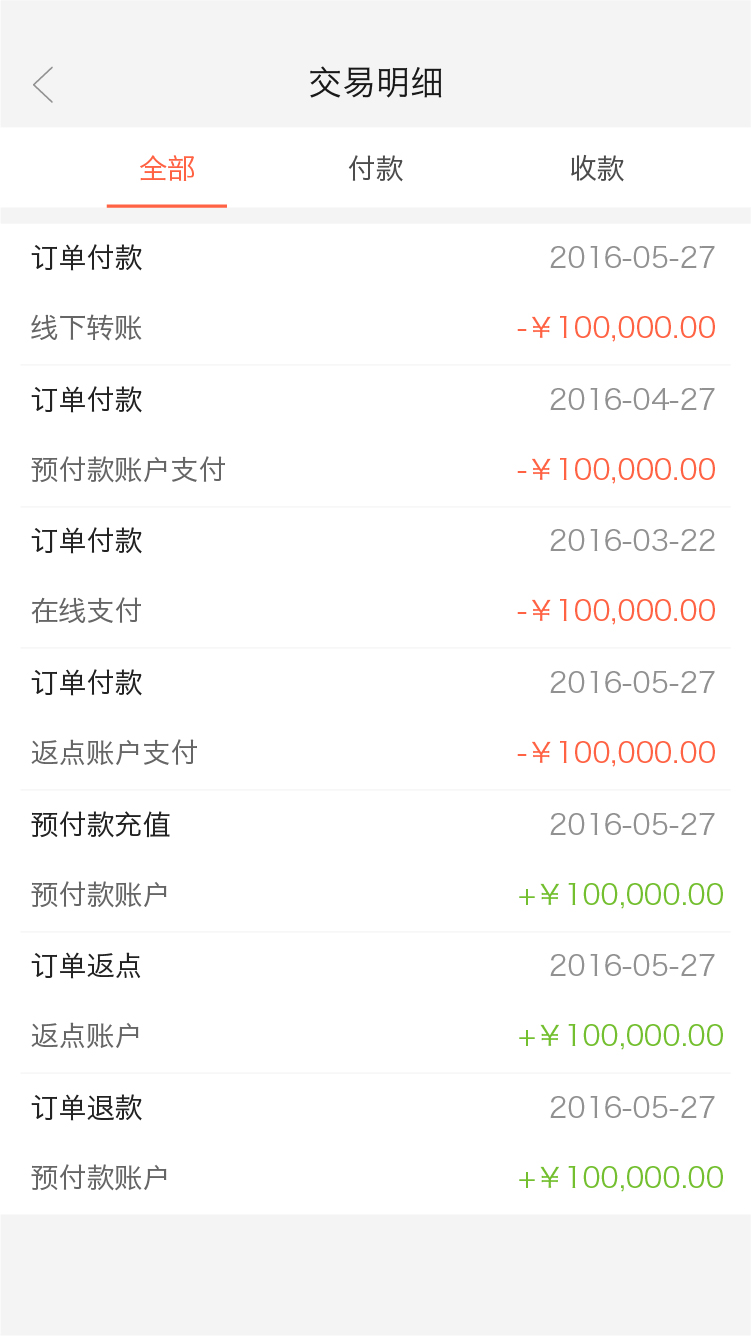 交易明细
全部 付款 收款
订单付款 2016-05-27
线下转账 -￥100,000.00
订单付款 2016-04-27
预付款账户支付 -￥100,000.00
订单付款 2016-03-22
在线支付 -￥100,000.00
订单付款 2016-05-27
返点账户支付 -￥100,000.00
预付款充值 2016-05-27
预付款账户 +￥100,000.00
订单返点 2016-05-27
返点账户 +￥100,000.00
订单退款 2016-05-27
预付款账户 +￥100,000.00